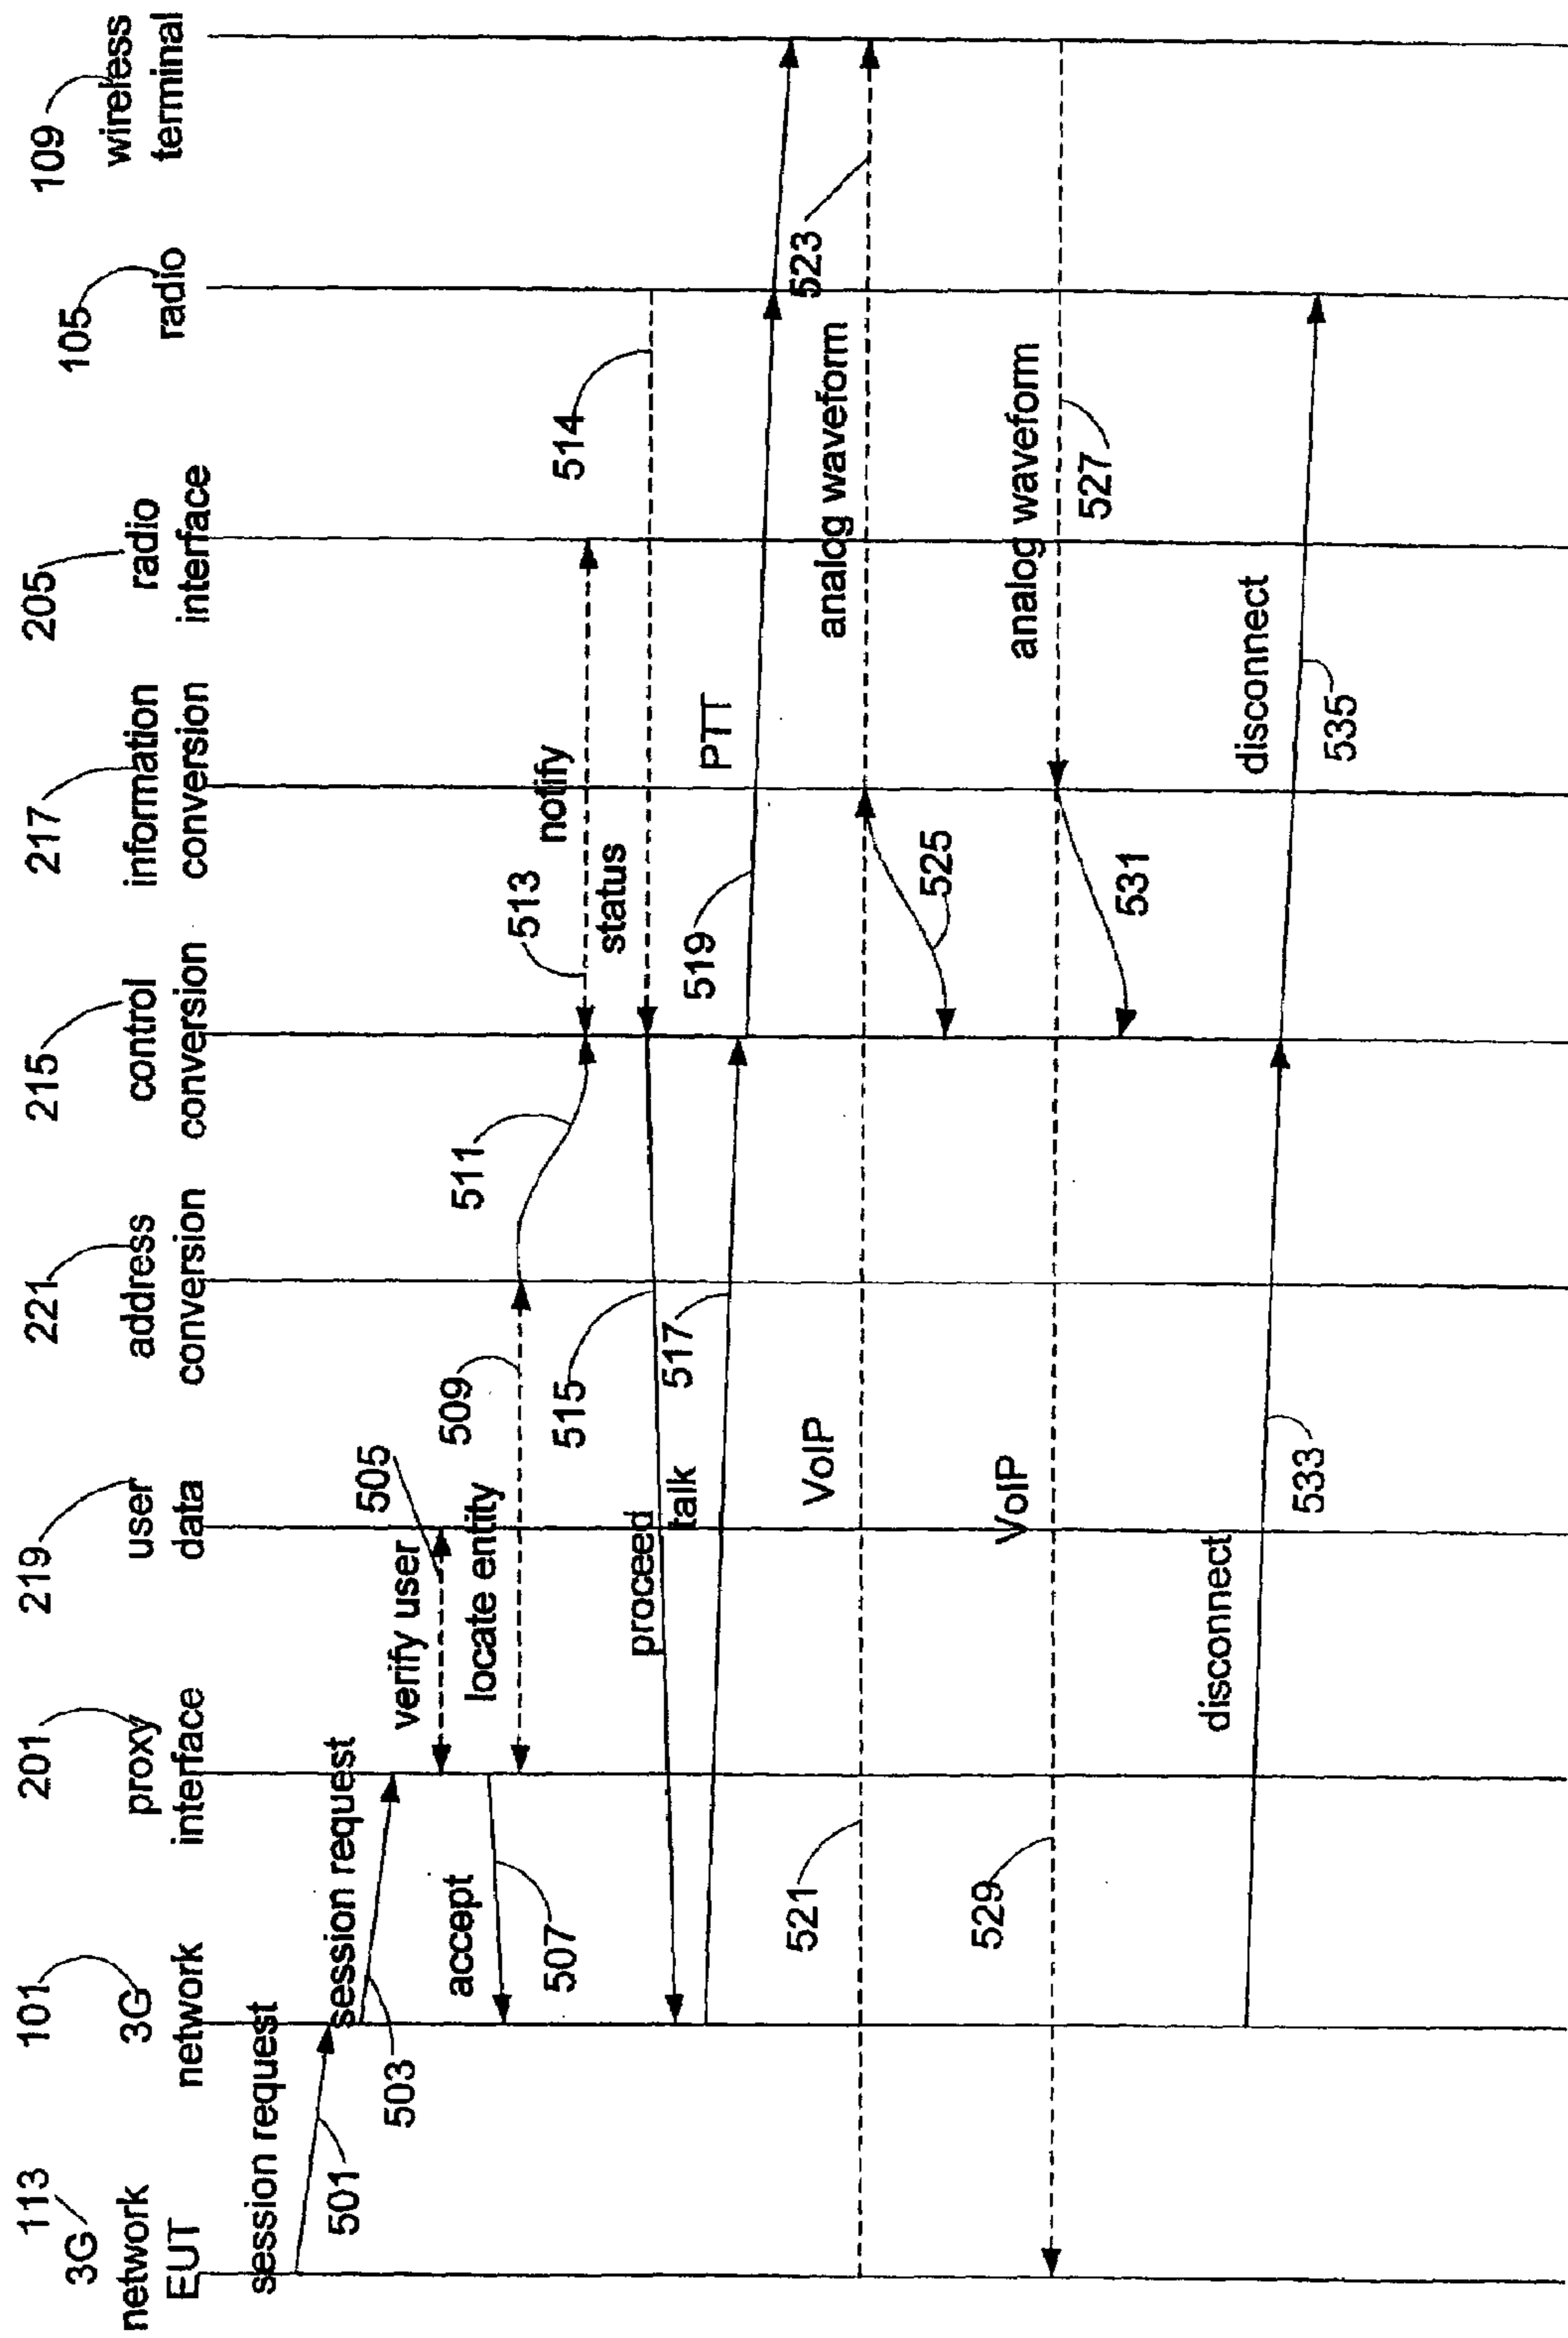 113
3G
network
EUT
101
3G
network
201
proxy
interface
219
user
data
221
address
conversion
215
control
conversion
217
information
conversion
205
radio
interface
105
radio
109
wireless
terminal
session request
501
session request
503
verify user
505
accept
507
locate entity
509
511
513
notify
514
status
515
proceed
517
talk
519
PTT
521
VoIP
analog waveform
523
525
analog waveform
527
529
VoIP
531
disconnect
533
disconnect
535